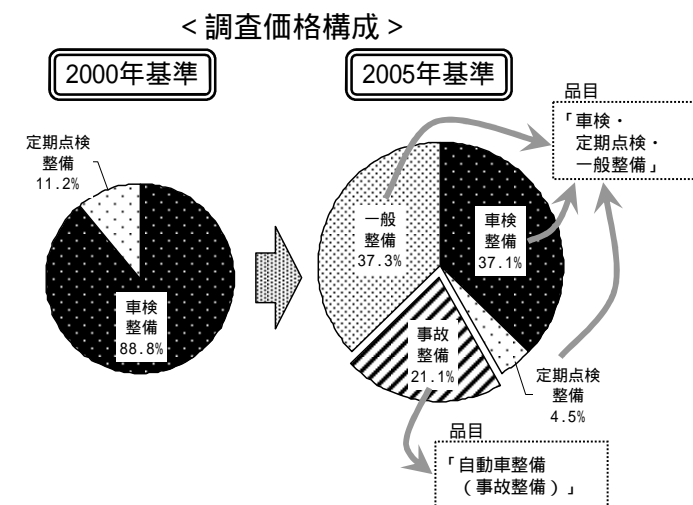 ＜調査価格構成＞
2000年基準
2005年基準
定期点検
整備
11.2%
車検
整備
88.8%
一般
整備
37.3%
車検
整備
37.1%
事故
整備
21.1%
定期点検
整備
4.5%
品目
「車検・
定期点検・
一般整備」
品目
「自動車整備
（事故整備）」